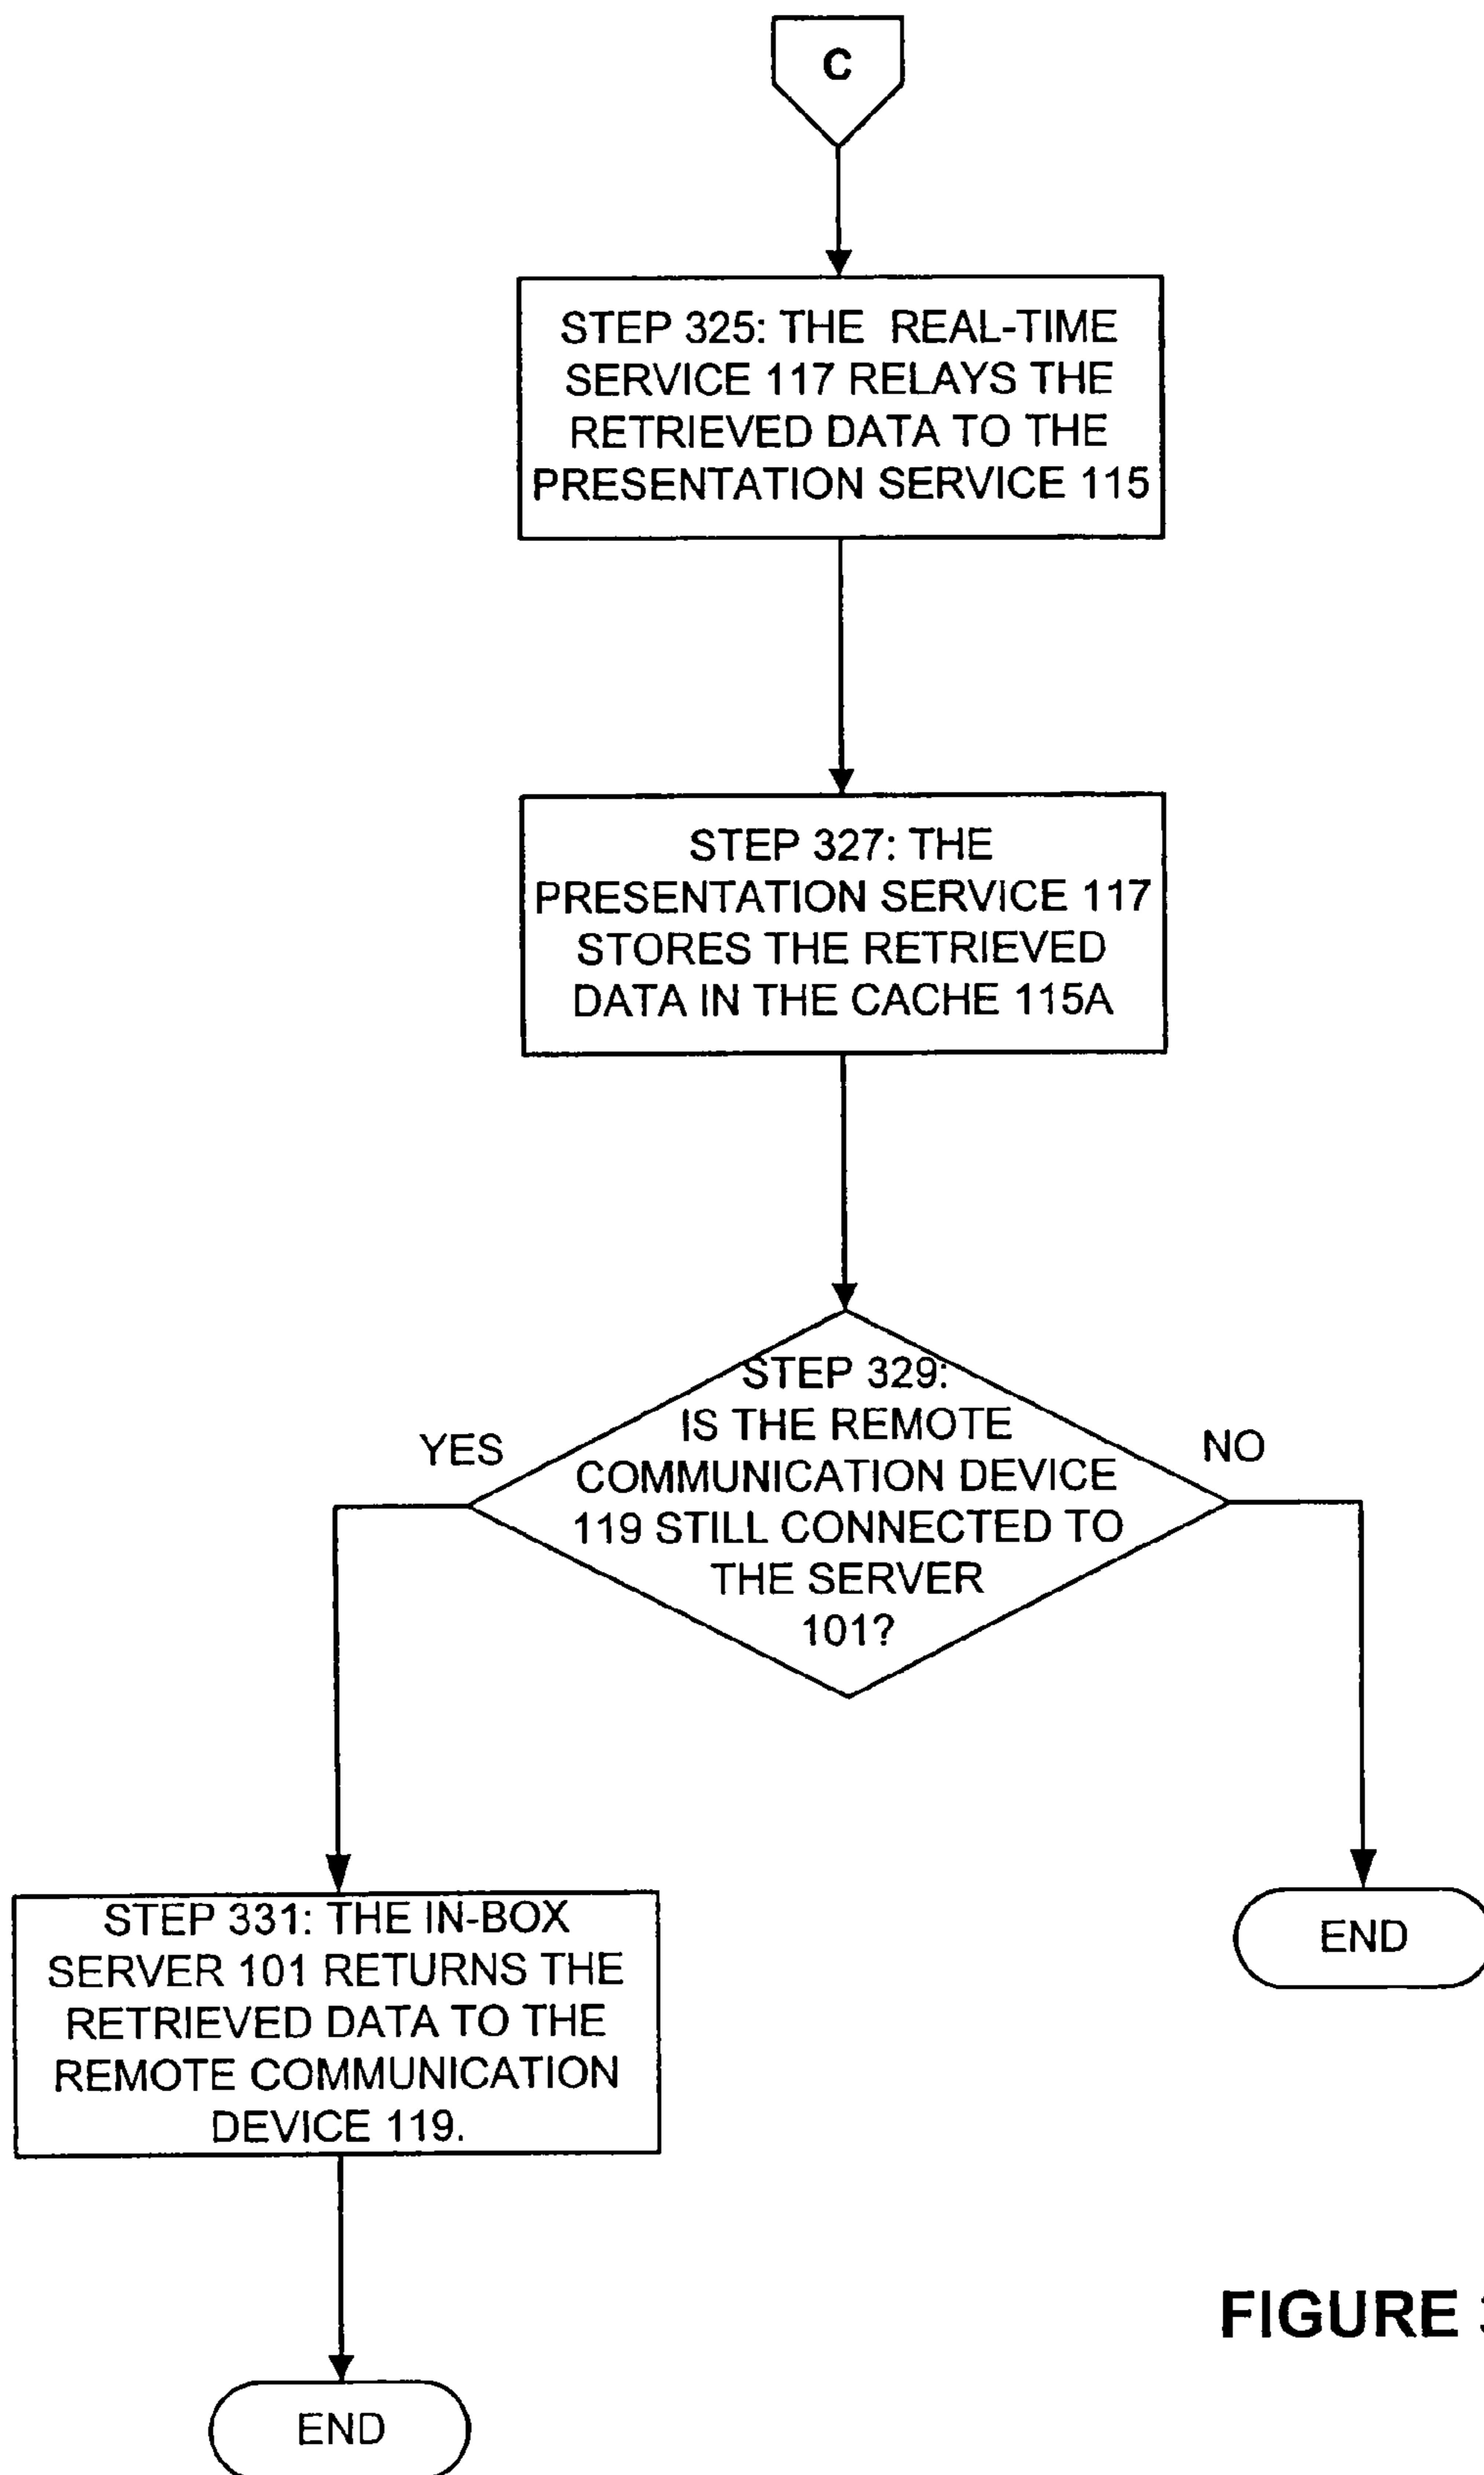 C
STEP 325: THE REAL-TIME
SERVICE 117 RELAYS THE
RETRIEVED DATA TO THE
PRESENTATION SERVICE 115
STEP 327: THE
PRESENTATION SERVICE 117
STORES THE RETRIEVED
DATA IN THE CACHE 115A
STEP 329:
IS THE REMOTE
COMMUNICATION DEVICE
119 STILL CONNECTED TO
THE SERVER
101?
YES
NO
STEP 331: THE IN-BOX
SERVER 101 RETURNS THE
RETRIEVED DATA TO THE
REMOTE COMMUNICATION
DEVICE 119.
END
END
FIGURE